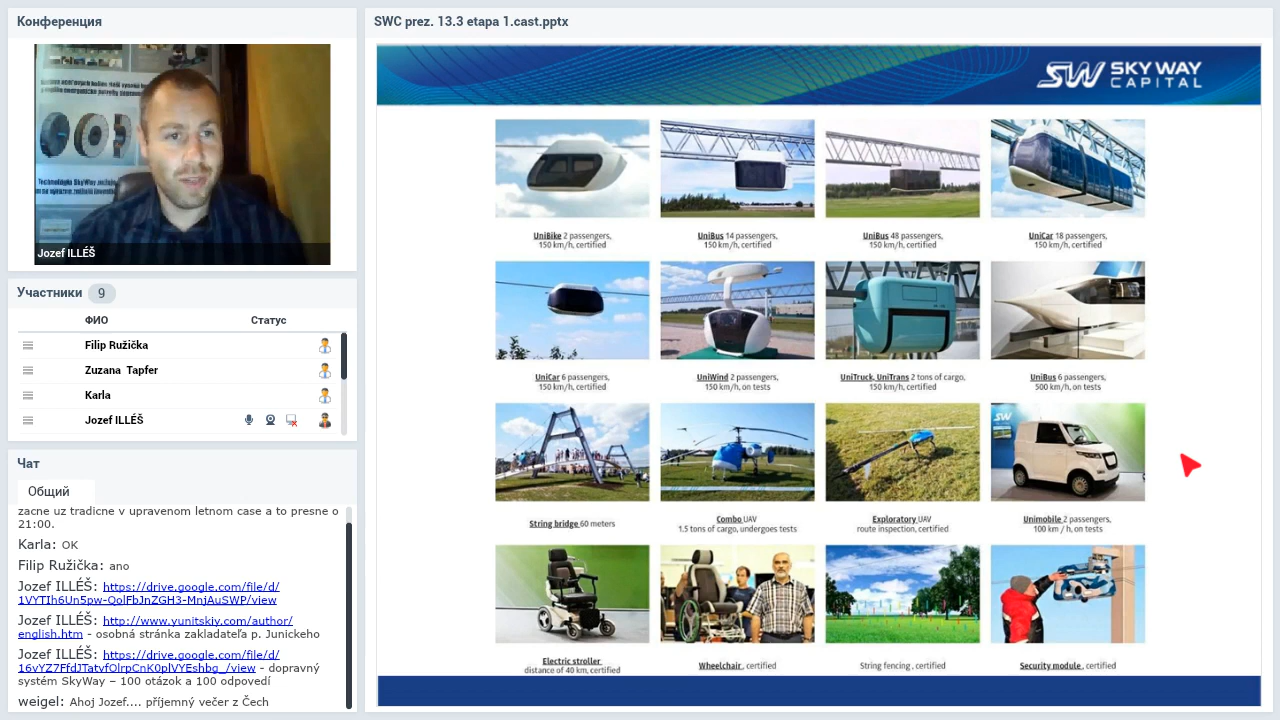 Конференция
Jozef ILLÉŠ
Участники 9
ФИО Статус
Filip Ružička
Zuzana Tapfer
Karla
Jozef ILLÉŠ
Чат
Общий
zacne uz tradicne v upravenom letnom case a to presne o
21:00.
Karla: OK
Filip Ružička: ano
Jozef ILLÉŠ: https://drive.google.com/file/d/
1VYTIh6Un5pw-QolFbJnZGH3-MnjAuSWP/view
Jozef ILLÉŠ: http://www.yunitskiy.com/author/
english.htm - osobná stránka zakladateľa p. Junickeho
Jozef ILLÉŠ: https://drive.google.com/file/d/
16vYZ7FfdJTatvfOlrpCnK0plVYEshbg_/view - dopravný
systém SkyWay – 100 otázok a 100 odpovedí
weigel: Ahoj Jozef.... příjemný večer z Čech
SWC prez. 13.3 etapa 1.cast.pptx
SW SKY WAY
CAPITAL
UniBike 2 passengers,
150 km/h, certified
UniBus 14 passengers,
150 km/h, certified
UniBus 48 passengers,
150 km/h, certified
UniCar 18 passengers,
150 km/h, certified
UniCar 6 passengers,
150 km/h, certified
UniWind 2 passengers,
150 km/h, on tests
UniTruck, UniTrans 2 tons of cargo,
150 km/h, certified
UniBus 6 passengers,
500 km/h, on tests
String bridge 60 meters
Combo UAV
1.5 tons of cargo, undergoes tests
Exploratory UAV
route inspection, certified
SW
Unimobile 2 passengers,
100 km / h, on tests
Electric stroller
distance of 40 km, certified
Wheelchair , certified
String fencing , certified
Security module , certified